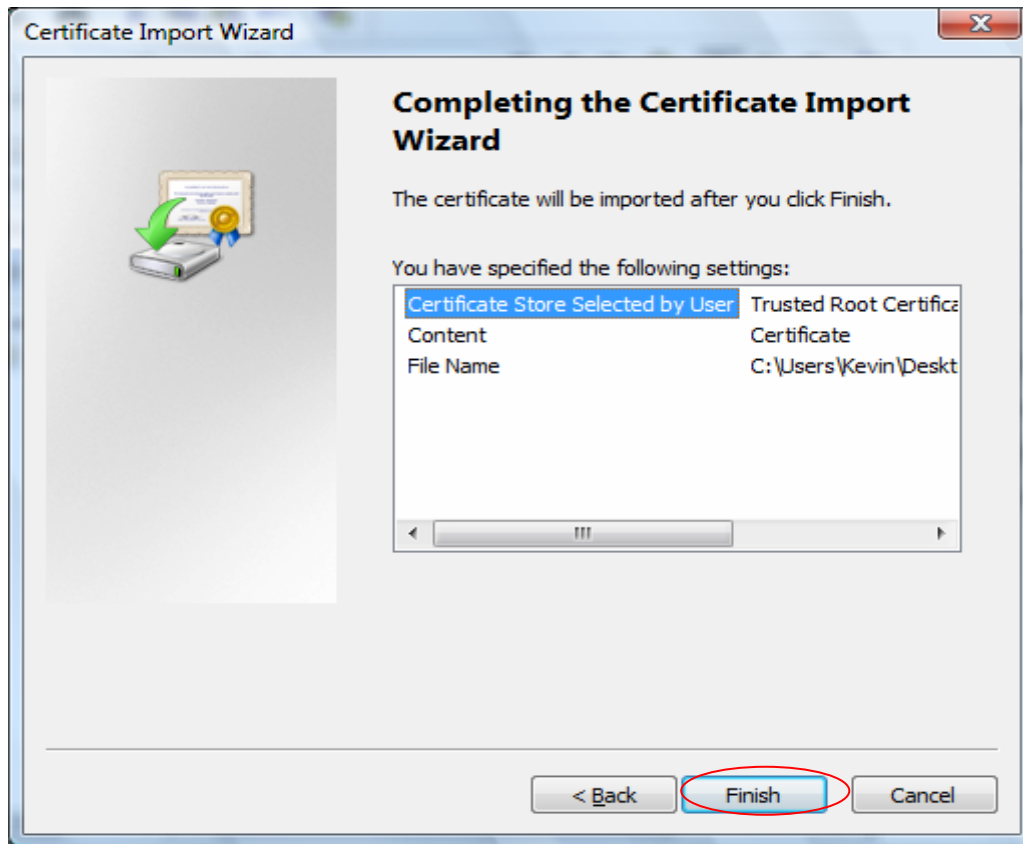 Certificate Import Wizard
Completing the Certificate Import
Wizard
The certificate will be imported after you click Finish.
You have specified the following settings:
Certificate Store Selected by User Trusted Root Certifica
Content Certificate
File Name C:\Users\Kevin\Deskt
< Back Finish Cancel